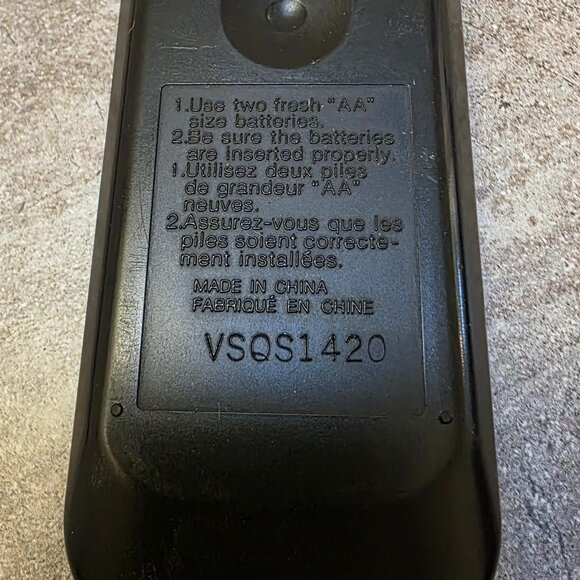 1.Use two fresh "AA"
size batteries.
2.Be sure the batteries
are inserted properly.
1.Utilisez deux piles
de grandeur "AA"
neuves.
2.Assurez-vous que les
piles soient correcte-
ment installées.
MADE IN CHINA
FABRIQUÉ EN CHINE
VSQS1420